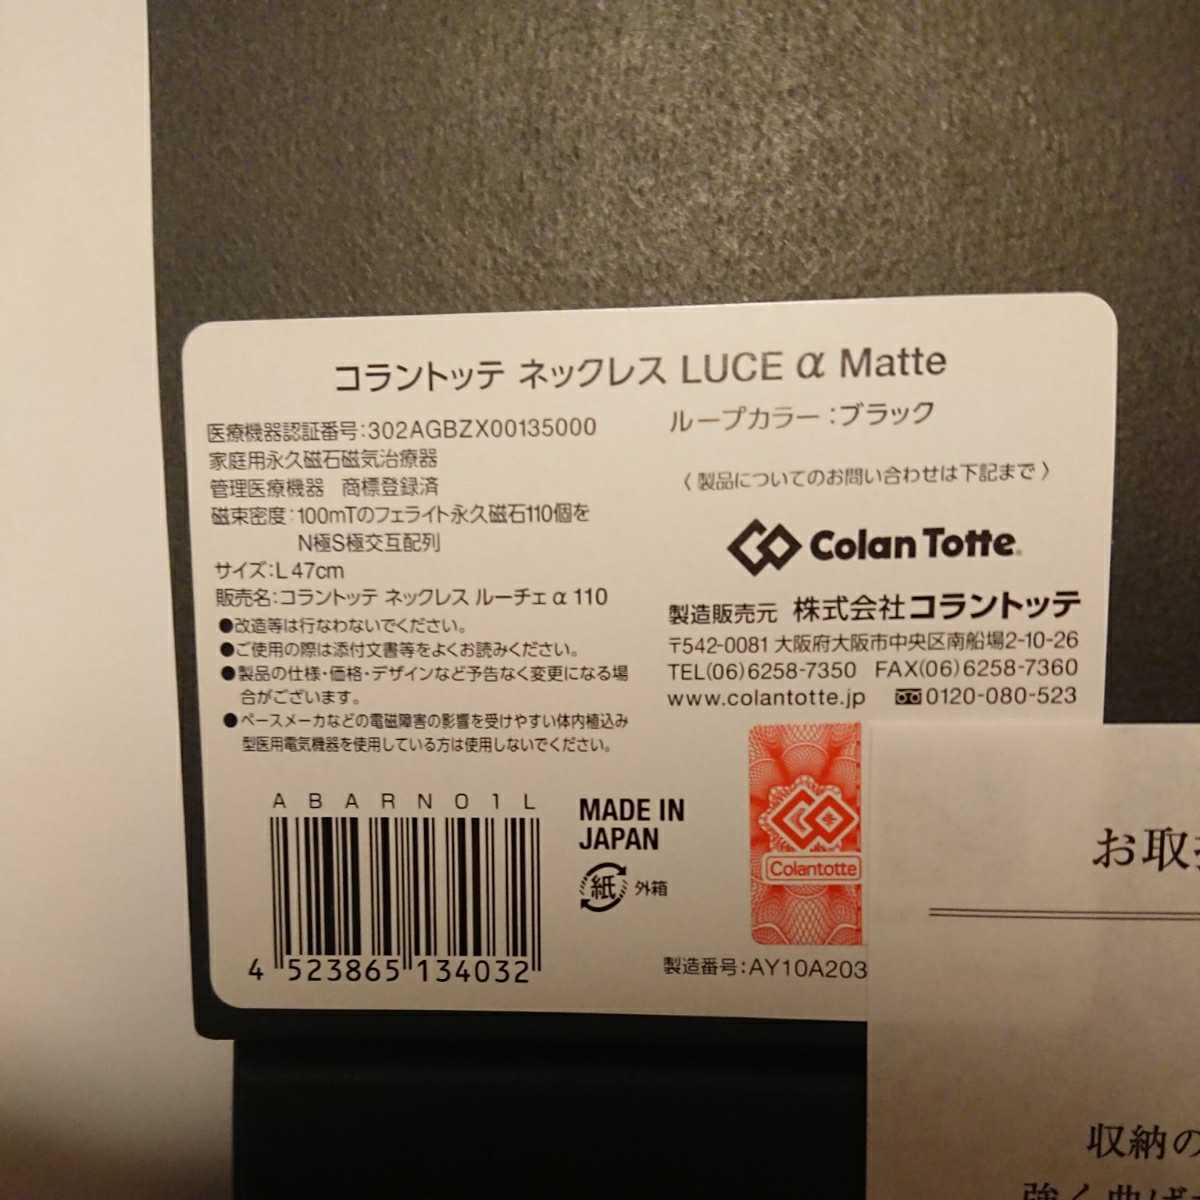 コラントッテ ネックレス LUCE α Matte
医療機器認証番号:302AGBZX00135000
家庭用永久磁石磁気治療器
管理医療機器 商標登録済
磁束密度:100mTのフェライト永久磁石110個を
N極S極交互配列
サイズ:L 47cm
販売名:コラントッテ ネックレス ルーチェ α 110
●改造等は行なわないでください。
●ご使用の際は添付文書等をよくお読みください。
●製品の仕様・価格・デザインなど予告なく変更になる場
合がございます。
●ペースメーカなどの電磁障害の影響を受けやすい体内植込み
型医用電気機器を使用している方は使用しないでください。
ABARN01L
4 523865 134032
MADE IN
JAPAN
紙 外箱
ループカラー:ブラック
〈製品についてのお問い合わせは下記まで〉
Colan Totte.
製造販売元 株式会社コラントッテ
〒542-0081 大阪府大阪市中央区南船場2-10-26
TEL(06)6258-7350 FAX(06)6258-7360
www.colantotte.jp 0120-080-523
Colantotte
製造番号:AY10A203
お取扱
収納の
強く曲げ